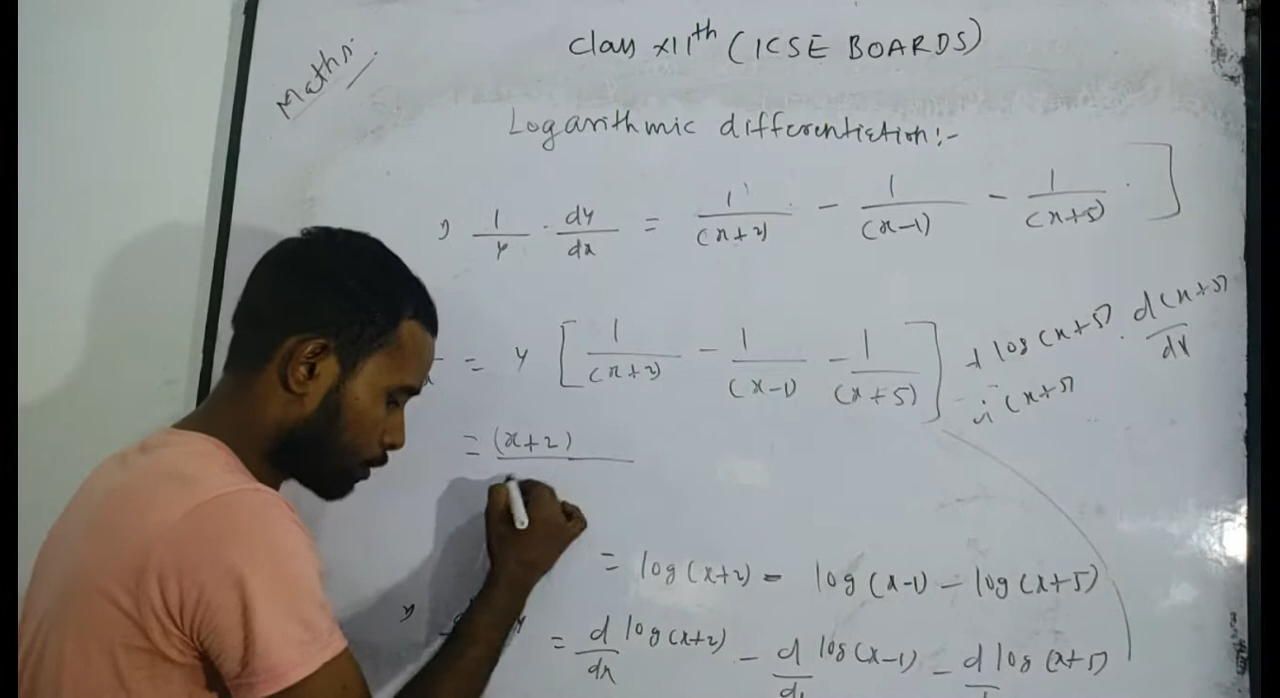 Maths:
Class XIIth (ICSE BOARDS)
Logarithmic differentiation:-
1/y · dy/dx = 1/(x+2) - 1/(x-1) - 1/(x+5) ]
= y [ 1/(x+2) - 1/(x-1) - 1/(x+5) ]
log(x+5) · d(x+5)/dx
(x+5)
= (x+2)
= log(x+2) - log(x-1) - log(x+5)
= d/dx log(x+2) - d log(x-1) - d log(x+5)